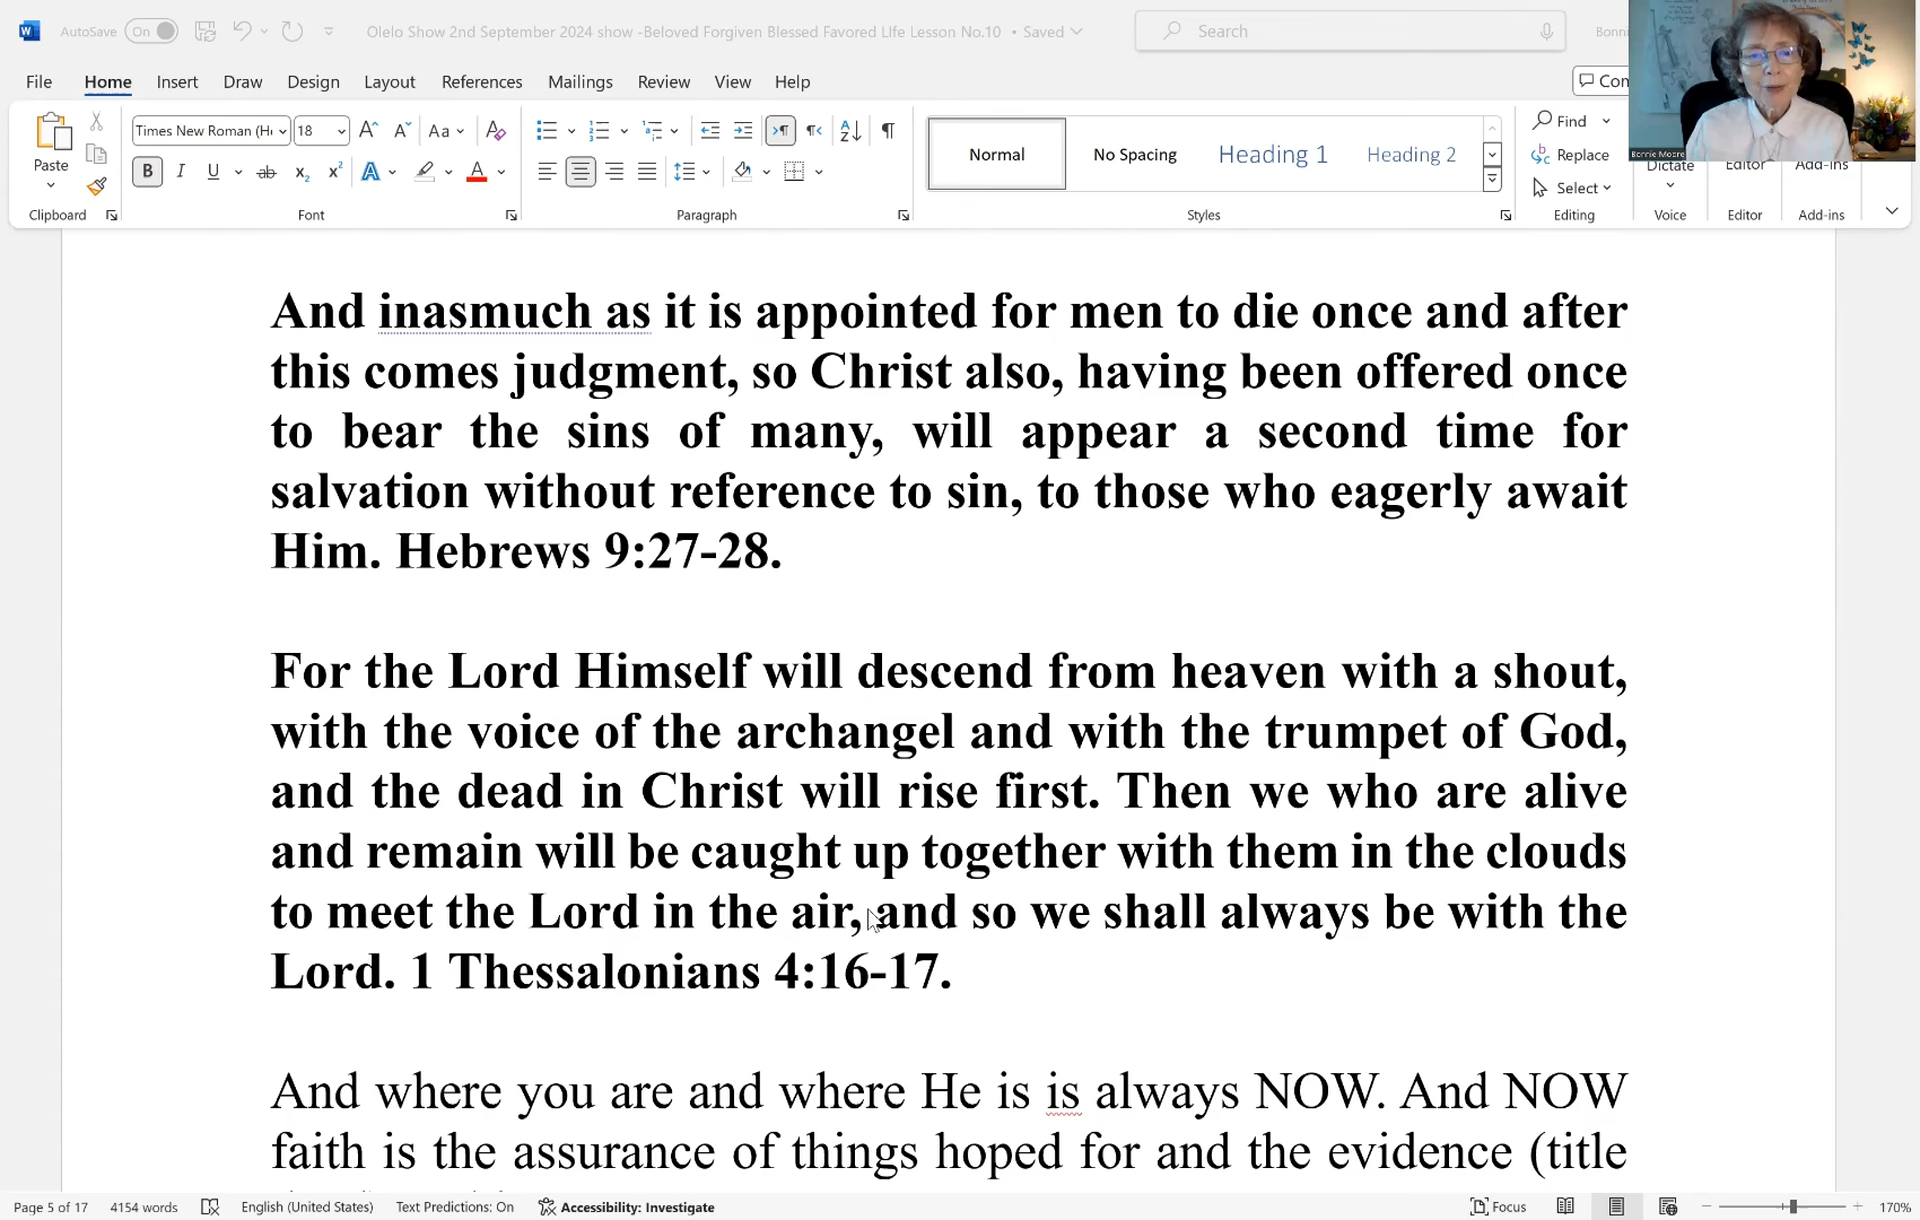 AutoSave On Olelo Show 2nd September 2024 show -Beloved Forgiven Blessed Favored Life Lesson No.10 • Saved Search Bonni
File Home Insert Draw Design Layout References Mailings Review View Help Com
Times New Roman (He 18 Aa
Paste
B I U ab x₂ x² A A
Normal No Spacing Heading 1 Heading 2
Find
Replace
Select
Dictate Editor Add-ins
Clipboard Font Paragraph Styles Editing Voice Editor Add-ins
Bonnie Moore
And inasmuch as it is appointed for men to die once and after
this comes judgment, so Christ also, having been offered once
to bear the sins of many, will appear a second time for
salvation without reference to sin, to those who eagerly await
Him. Hebrews 9:27-28.
For the Lord Himself will descend from heaven with a shout,
with the voice of the archangel and with the trumpet of God,
and the dead in Christ will rise first. Then we who are alive
and remain will be caught up together with them in the clouds
to meet the Lord in the air, and so we shall always be with the
Lord. 1 Thessalonians 4:16-17.
And where you are and where He is is always NOW. And NOW
faith is the assurance of things hoped for and the evidence (title
Page 5 of 17 4154 words English (United States) Text Predictions: On Accessibility: Investigate Focus 170%